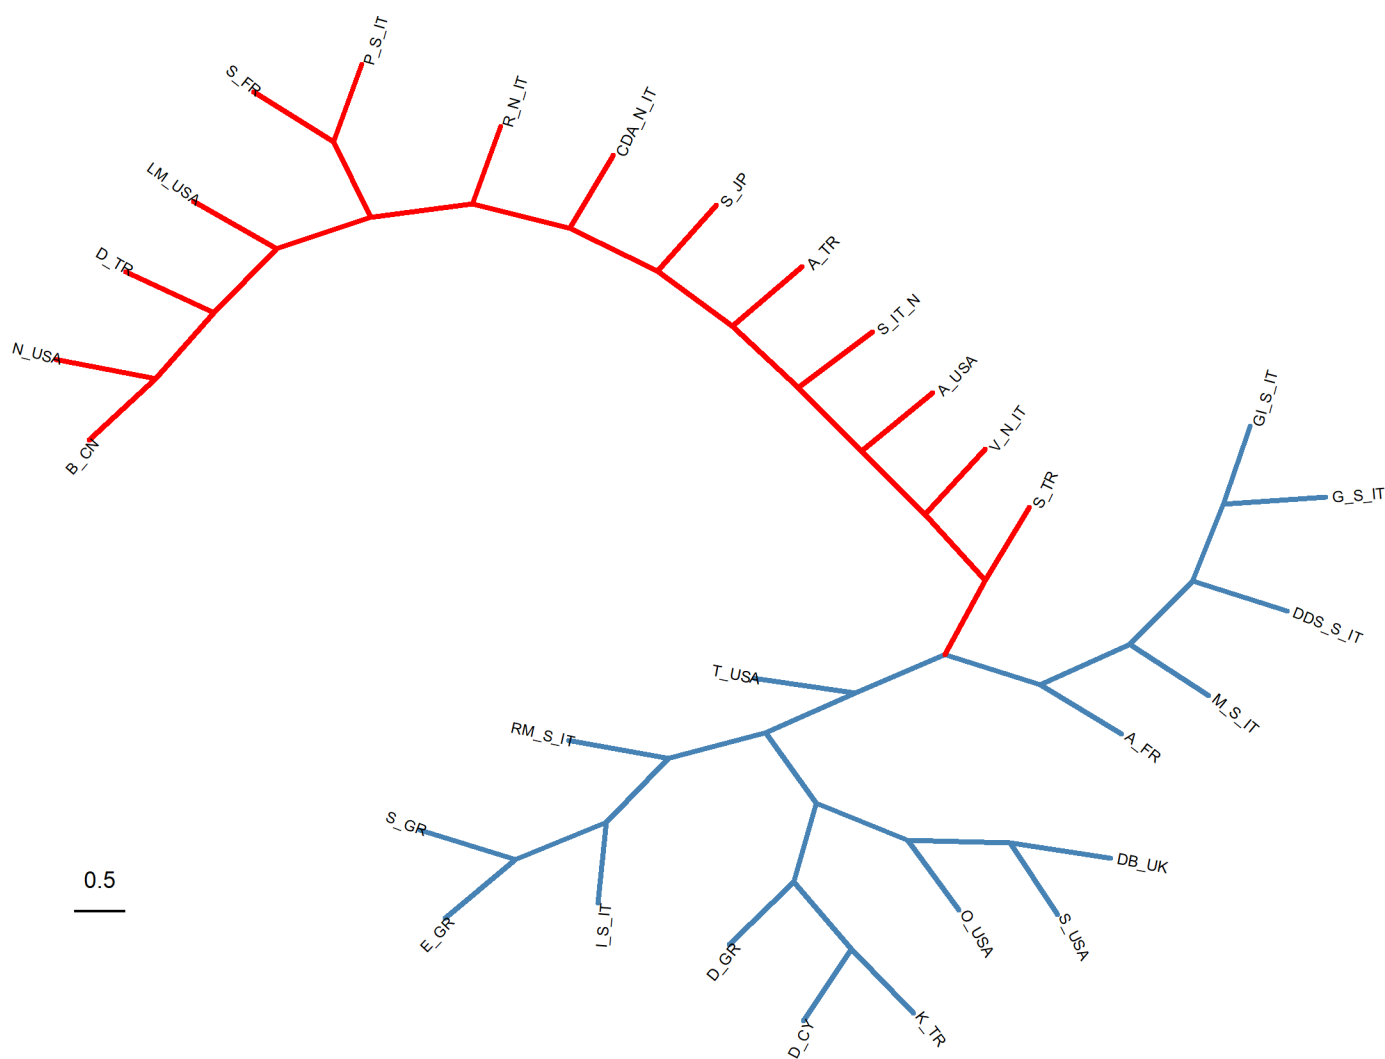 P_S_IT
S_FR
R_N_IT
CDA_N_IT
LM_USA
S_JP
D_TR
A_TR
S_IT_N
N_USA
A_USA
GI_S_IT
V_N_IT
B_CN
S_TR
G_S_IT
DDS_S_IT
T_USA
M_S_IT
RM_S_IT
A_FR
S_GR
DB_UK
0.5
E_GR
I_S_IT
O_USA
S_USA
D_GR
K_TR
D_CY